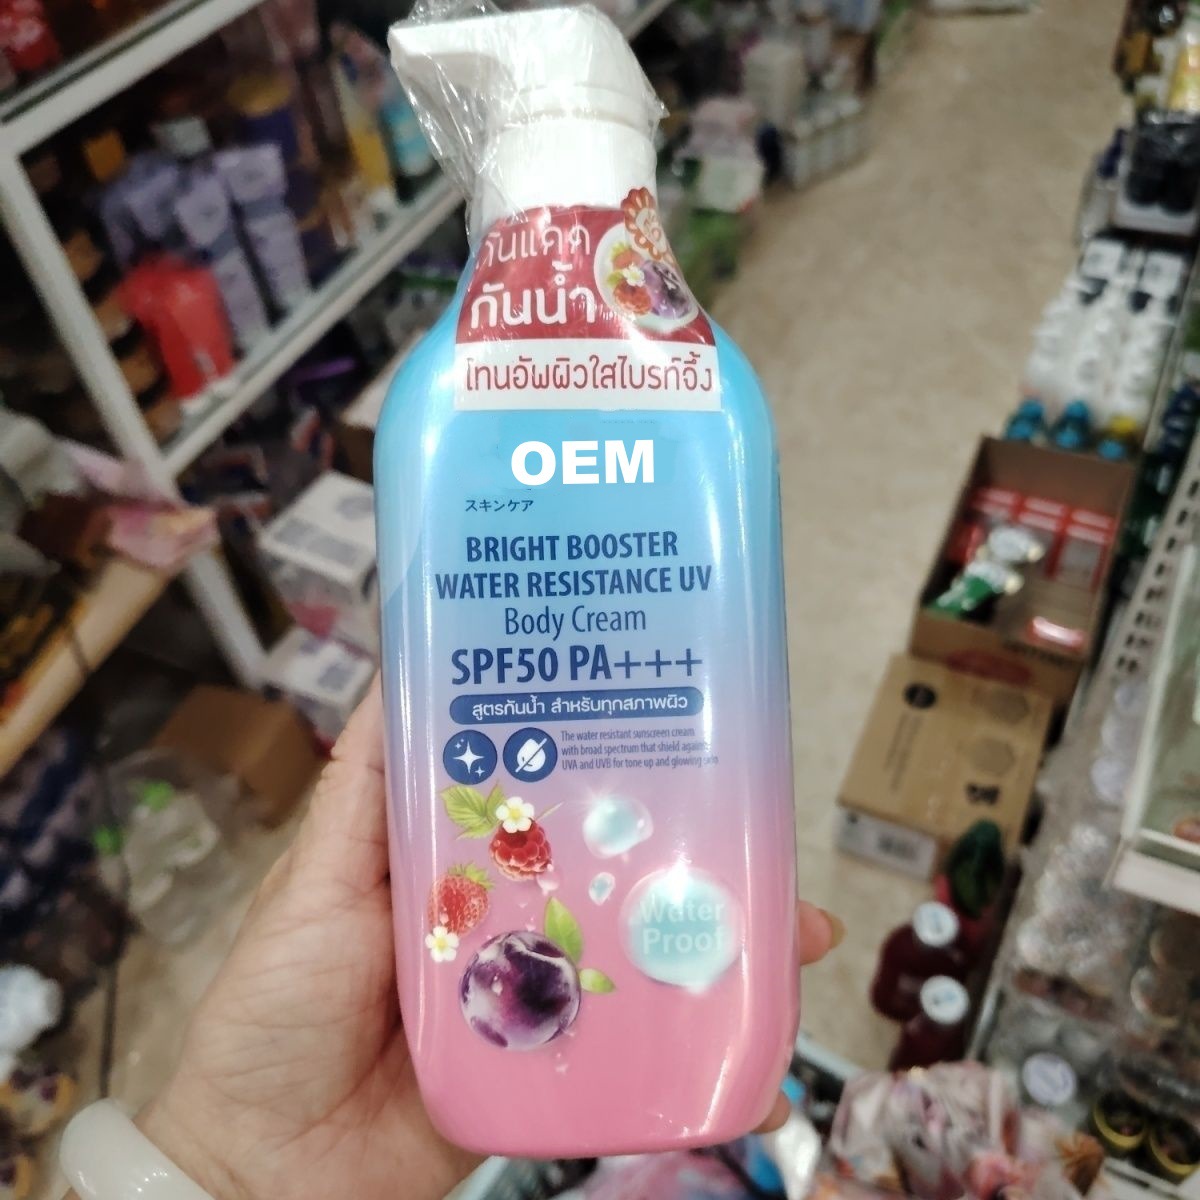 กันแดด
กันน้ำ
โทนอัพผิวใสไบรท์จึ้ง
OEM
スキンケア
BRIGHT BOOSTER
WATER RESISTANCE UV
Body Cream
SPF50 PA+++
สูตรกันน้ำ สำหรับทุกสภาพผิว
The water resistant sunscreen cream
with broad spectrum that shield against
UVA and UVB for tone up and glowing skin
Water
Proof